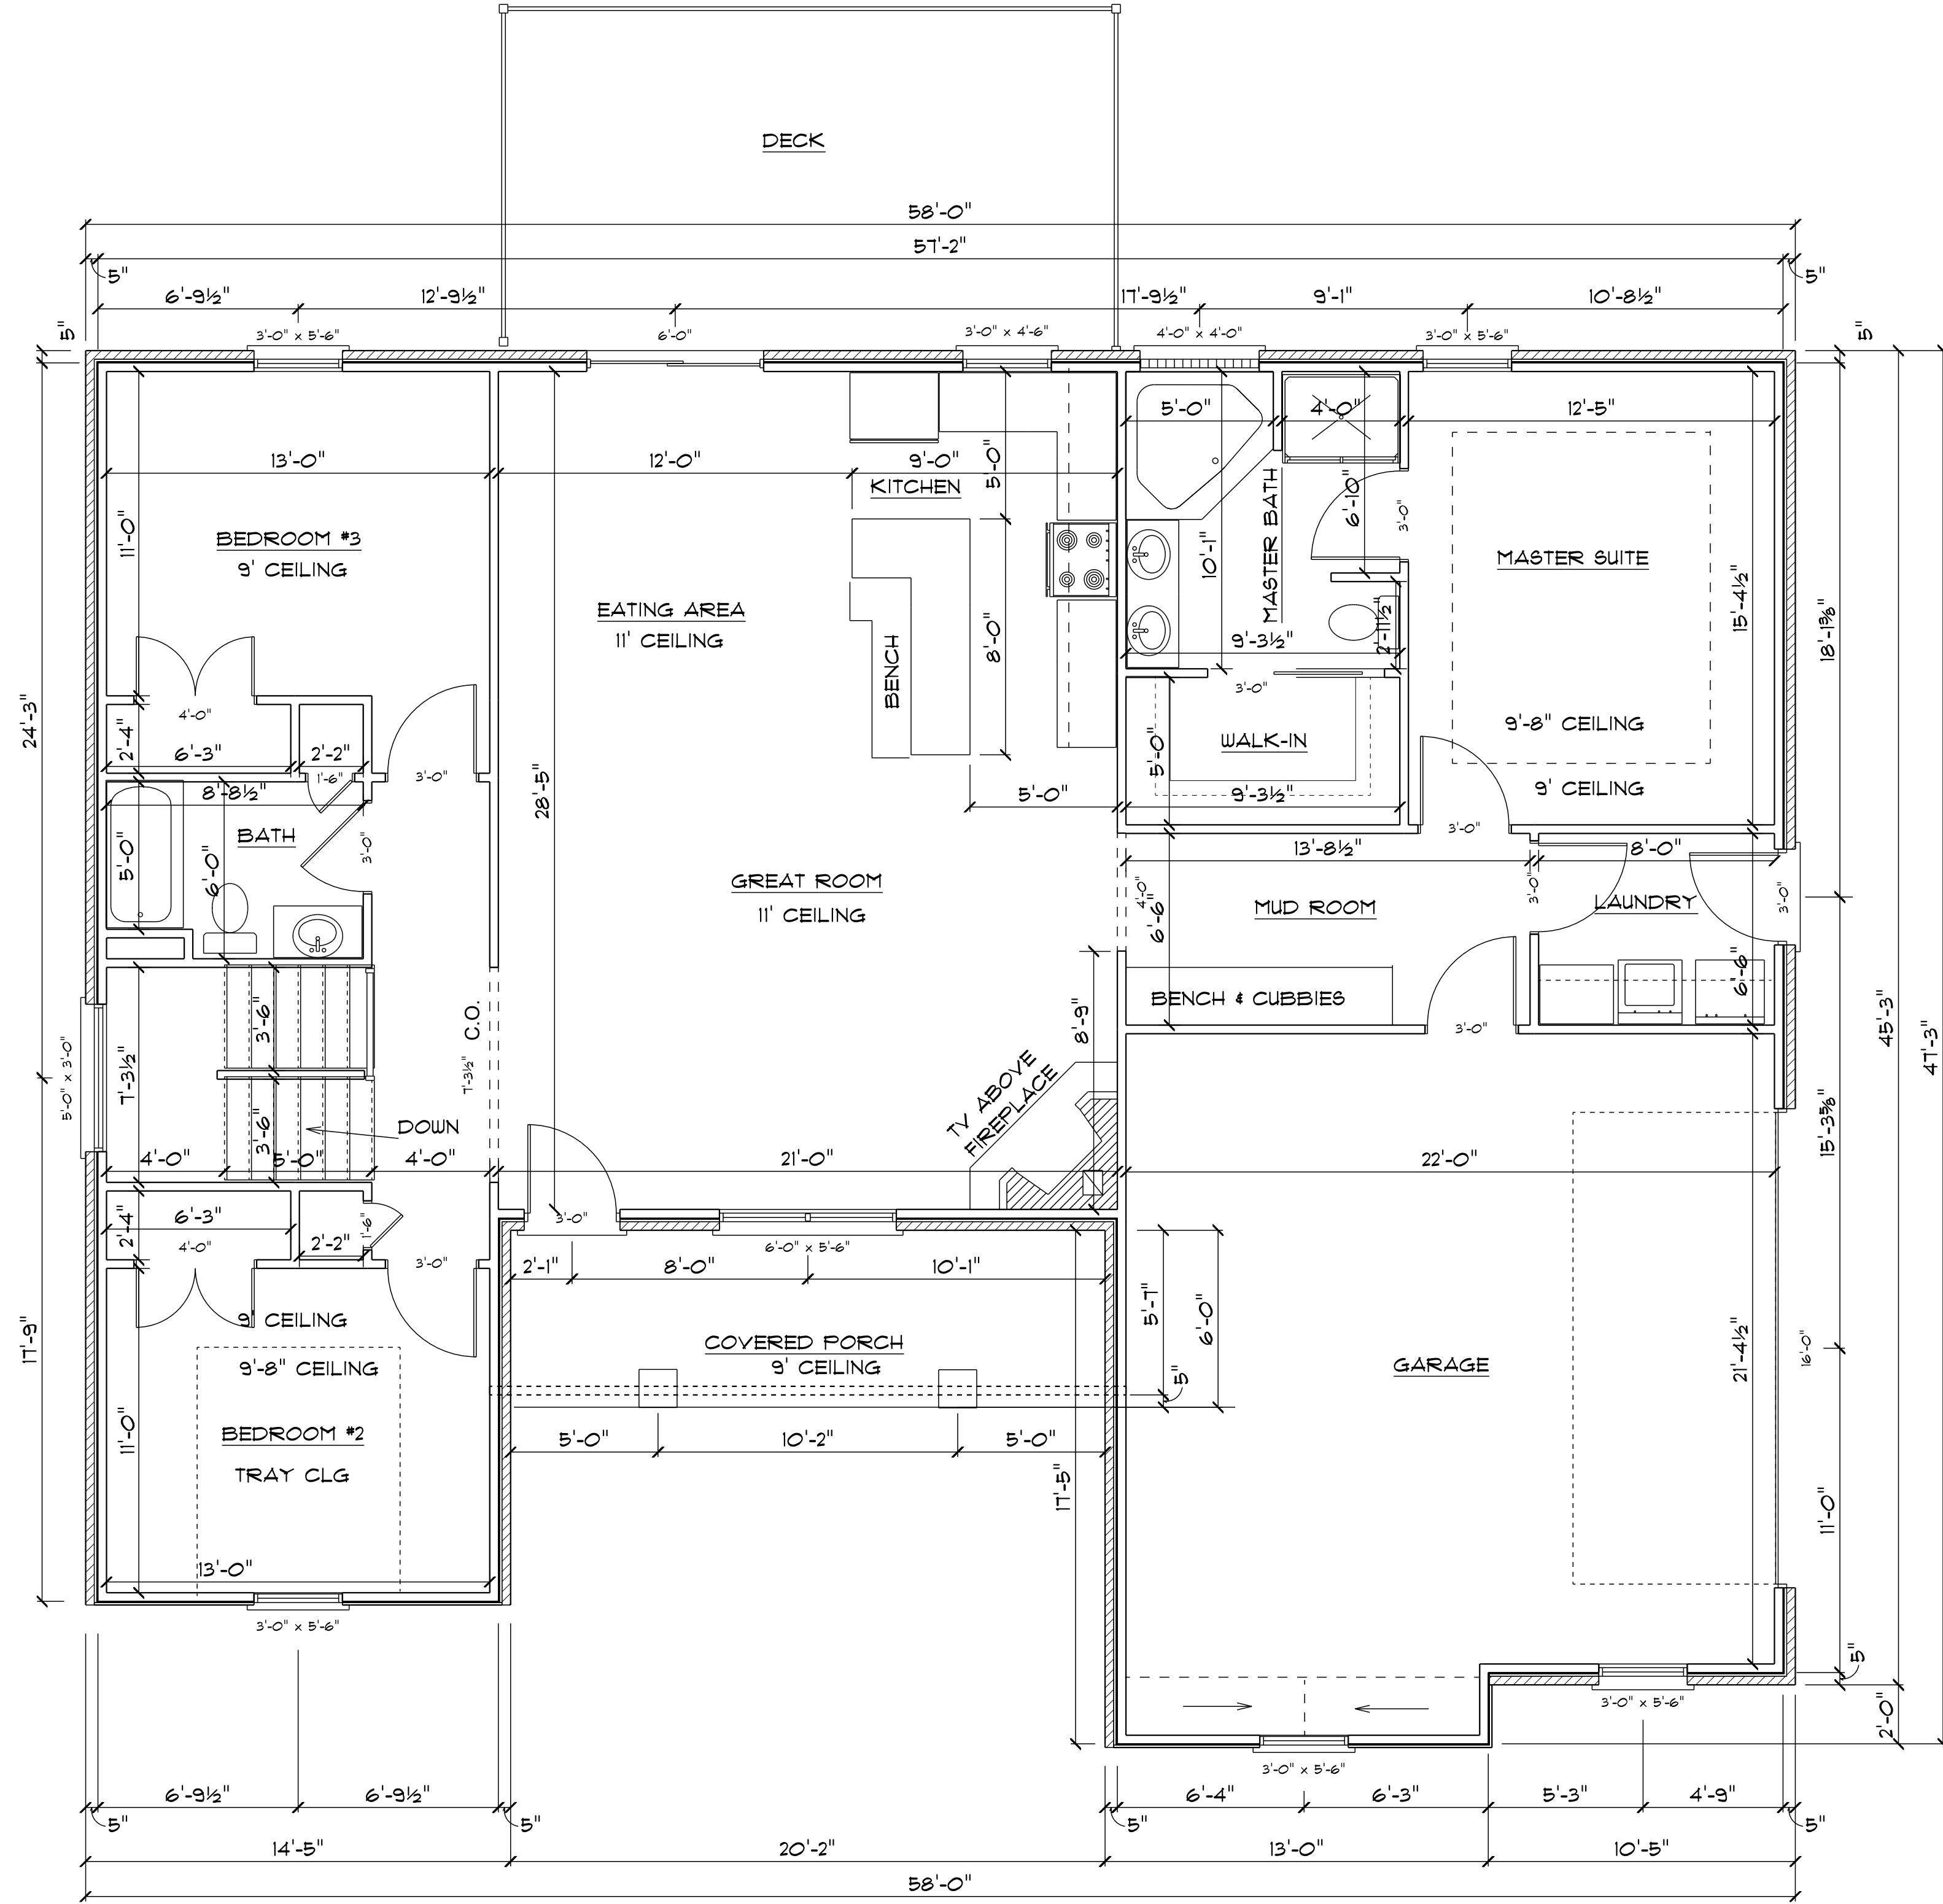 DECK
58'-0"
57'-2"
5"
5"
6'-9½"
12'-9½"
17'-9½"
9'-1"
10'-8½"
5"
3'-0" x 5'-6"
6'-0"
3'-0" x 4'-6"
4'-0" x 4'-0"
3'-0" x 5'-6"
5"
5'-0"
4'-0"
12'-5"
13'-0"
12'-0"
9'-0"
5'-0"
KITCHEN
MASTER BATH
6'-10"
3'-0"
11'-0"
BEDROOM #3
9' CEILING
10'-1"
MASTER SUITE
15'-4½"
EATING AREA
11' CEILING
BENCH
8'-0"
9'-3½"
2'-11½"
18'-1⅜"
3'-0"
4'-0"
24'-3"
2'-4"
6'-3"
2'-2"
1'-6"
3'-0"
28'-5"
9'-8" CEILING
WALK-IN
5'-0"
9' CEILING
8'-8½"
5'-0"
9'-3½"
BATH
3'-0"
3'-0"
5'-0"
6'-0"
13'-8½"
8'-0"
GREAT ROOM
11' CEILING
4'-0"
6'-6"
MUD ROOM
3'-0"
LAUNDRY
3'-0"
6'-6"
BENCH & CUBBIES
3'-0"
3'-6"
C.O.
8'-9"
45'-3"
47'-3"
5'-0" x 3'-0"
7'-3½"
7'-3½"
TV ABOVE
FIREPLACE
3'-6"
DOWN
15'-3⅝"
4'-0"
5'-0"
4'-0"
21'-0"
22'-0"
2'-4"
6'-3"
1'-6"
3'-0"
4'-0"
2'-2"
3'-0"
6'-0" x 5'-6"
2'-1"
8'-0"
10'-1"
17'-9"
9' CEILING
5'-7"
6'-0"
COVERED PORCH
9' CEILING
9'-8" CEILING
5"
GARAGE
21'-4½"
16'-0"
11'-0"
BEDROOM #2
TRAY CLG
5'-0"
10'-2"
5'-0"
17'-5"
11'-0"
13'-0"
3'-0" x 5'-6"
5"
3'-0" x 5'-6"
2'-0"
3'-0" x 5'-6"
6'-9½"
6'-9½"
6'-4"
6'-3"
5'-3"
4'-9"
5"
5"
5"
5"
14'-5"
20'-2"
13'-0"
10'-5"
58'-0"